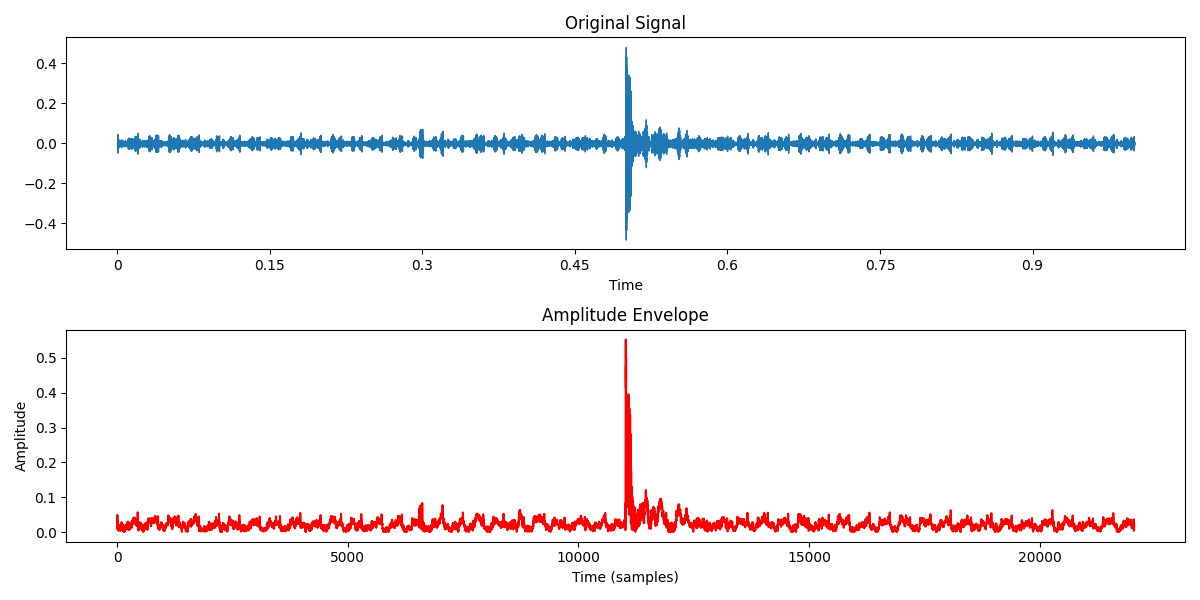 Original Signal
0.4
0.2
0.0
−0.2
−0.4
0 0.15 0.3 0.45 0.6 0.75 0.9
Time
Amplitude Envelope
Amplitude
0.5
0.4
0.3
0.2
0.1
0.0
0 5000 10000 15000 20000
Time (samples)